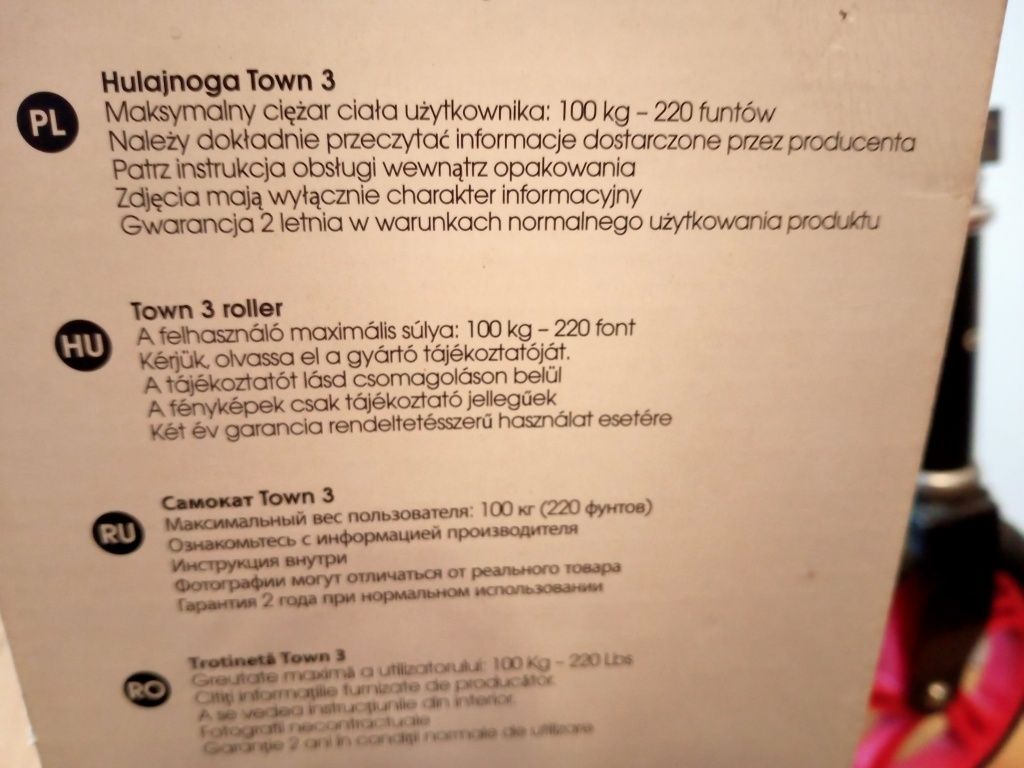 PL
Hulajnoga Town 3
Maksymalny ciężar ciała użytkownika: 100 kg – 220 funtów
Należy dokładnie przeczytać informacje dostarczone przez producenta
Patrz instrukcja obsługi wewnątrz opakowania
Zdjęcia mają wyłącznie charakter informacyjny
Gwarancja 2 letnia w warunkach normalnego użytkowania produktu
HU
Town 3 roller
A felhasználó maximális súlya: 100 kg – 220 font
Kérjük, olvassa el a gyártó tájékoztatóját.
A tájékoztatót lásd csomagoláson belül
A fényképek csak tájékoztató jellegűek
Két év garancia rendeltetésszerű használat esetére
RU
Самокат Town 3
Максимальный вес пользователя: 100 кг (220 фунтов)
Ознакомьтесь с информацией производителя
Инструкция внутри
Фотографии могут отличаться от реального товара
Гарантия 2 года при нормальном использовании
RO
Trotinetă Town 3
Greutate maximă a utilizatorului: 100 Kg – 220 Lbs
Citiți informațiile furnizate de producător.
A se vedea instrucțiunile din interior.
Fotografii necontractuale
Garanție 2 ani în condiții normale de utilizare